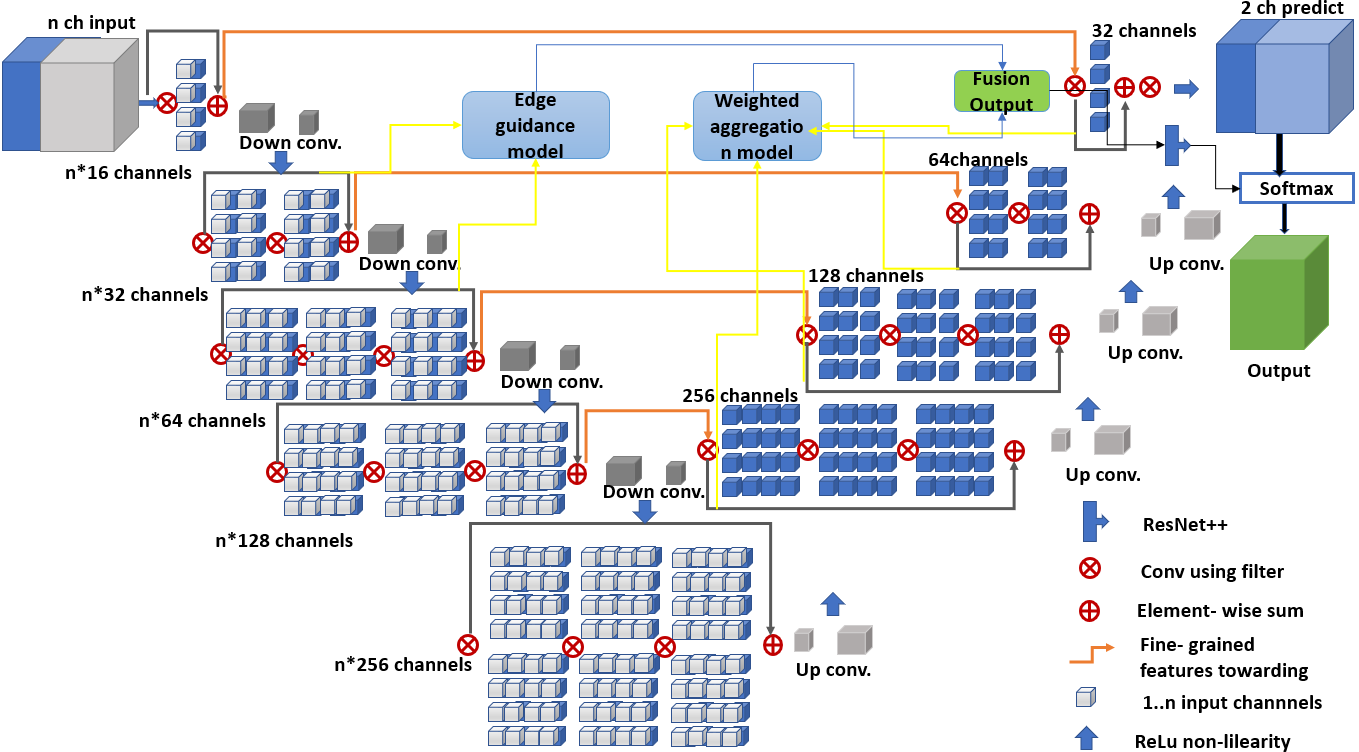 n ch input
2 ch predict
32 channels
Fusion
Output
Edge
guidance
model
Weighted
aggregatio
n model
Down conv.
n*16 channels
64channels
Softmax
Down conv.
Up conv.
128 channels
n*32 channels
Up conv.
Output
Down conv.
256 channels
n*64 channels
Up conv.
Down conv.
n*128 channels
ResNet++
Conv using filter
Element- wise sum
Fine- grained
features towarding
n*256 channels
Up conv.
1..n input channnels
ReLu non-lilearity